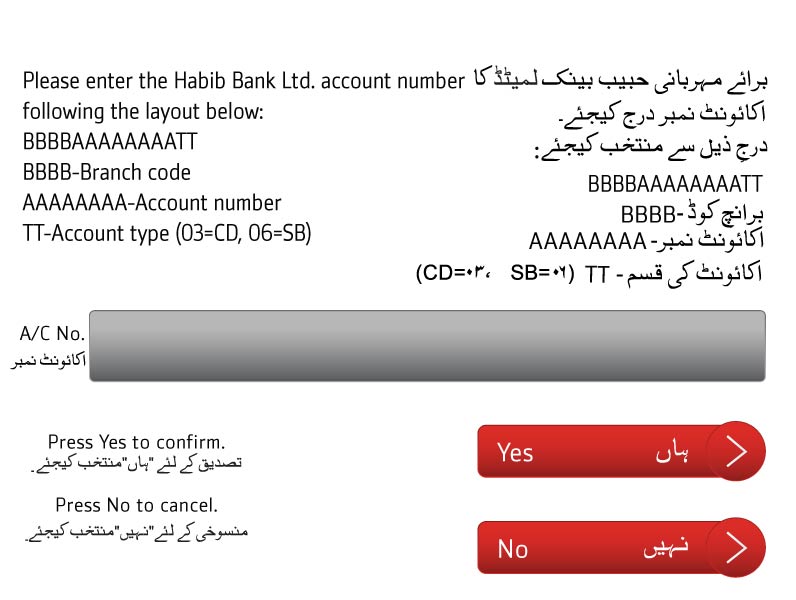 Please enter the Habib Bank Ltd. account number
following the layout below:
BBBBAAAAAAAATT
BBBB-Branch code
AAAAAAAA-Account number
TT-Account type (03=CD, 06=SB)
برائے مہربانی حبیب بینک لمیٹڈ کا
اکائونٹ نمبر درج کیجئے۔
درجِ ذیل سے منتخب کیجئے:
BBBBAAAAAAAATT
برانچ کوڈ-BBBB
اکائونٹ نمبر-AAAAAAAA
اکائونٹ کی قسم - TT (CD=۰۳، SB=۰۶)
A/C No.
اکائونٹ نمبر
Press Yes to confirm.
تصدیق کے لئے "ہاں"منتخب کیجئے۔
Yes ہاں
Press No to cancel.
منسوخی کے لئے"نہیں"منتخب کیجئے۔
No نہیں